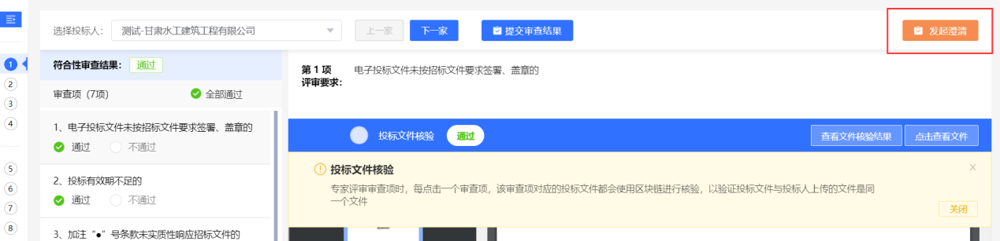 选择投标人： 测试-甘肃水工建筑工程有限公司 上一家 下一家 提交审查结果 发起澄清
1
2
3
4
5
6
7
8
符合性审查结果： 通过
审查项（7项） 全部通过
1、电子投标文件未按招标文件要求签署、盖章的
通过 不通过
2、投标有效期不足的
通过 不通过
3、加注“●”号条款未实质性响应招标文件的
第 1 项 电子投标文件未按招标文件要求签署、盖章的
评审要求：
投标文件核验 通过 查看文件核验结果 点击查看文件
投标文件核验
专家评审审查项时，每点击一个审查项，该审查项对应的投标文件都会使用区块链进行核验，以验证投标文件与投标人上传的文件是同
一个文件
关闭